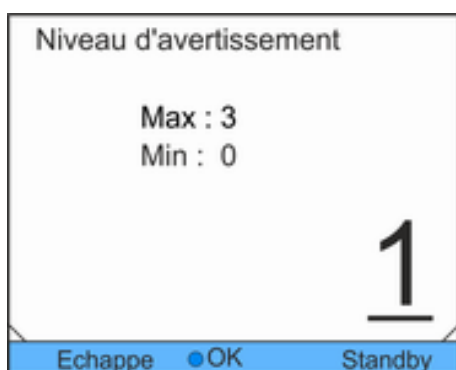 Niveau d'avertissement
Max : 3
Min : 0
1
Echappe OK Standby